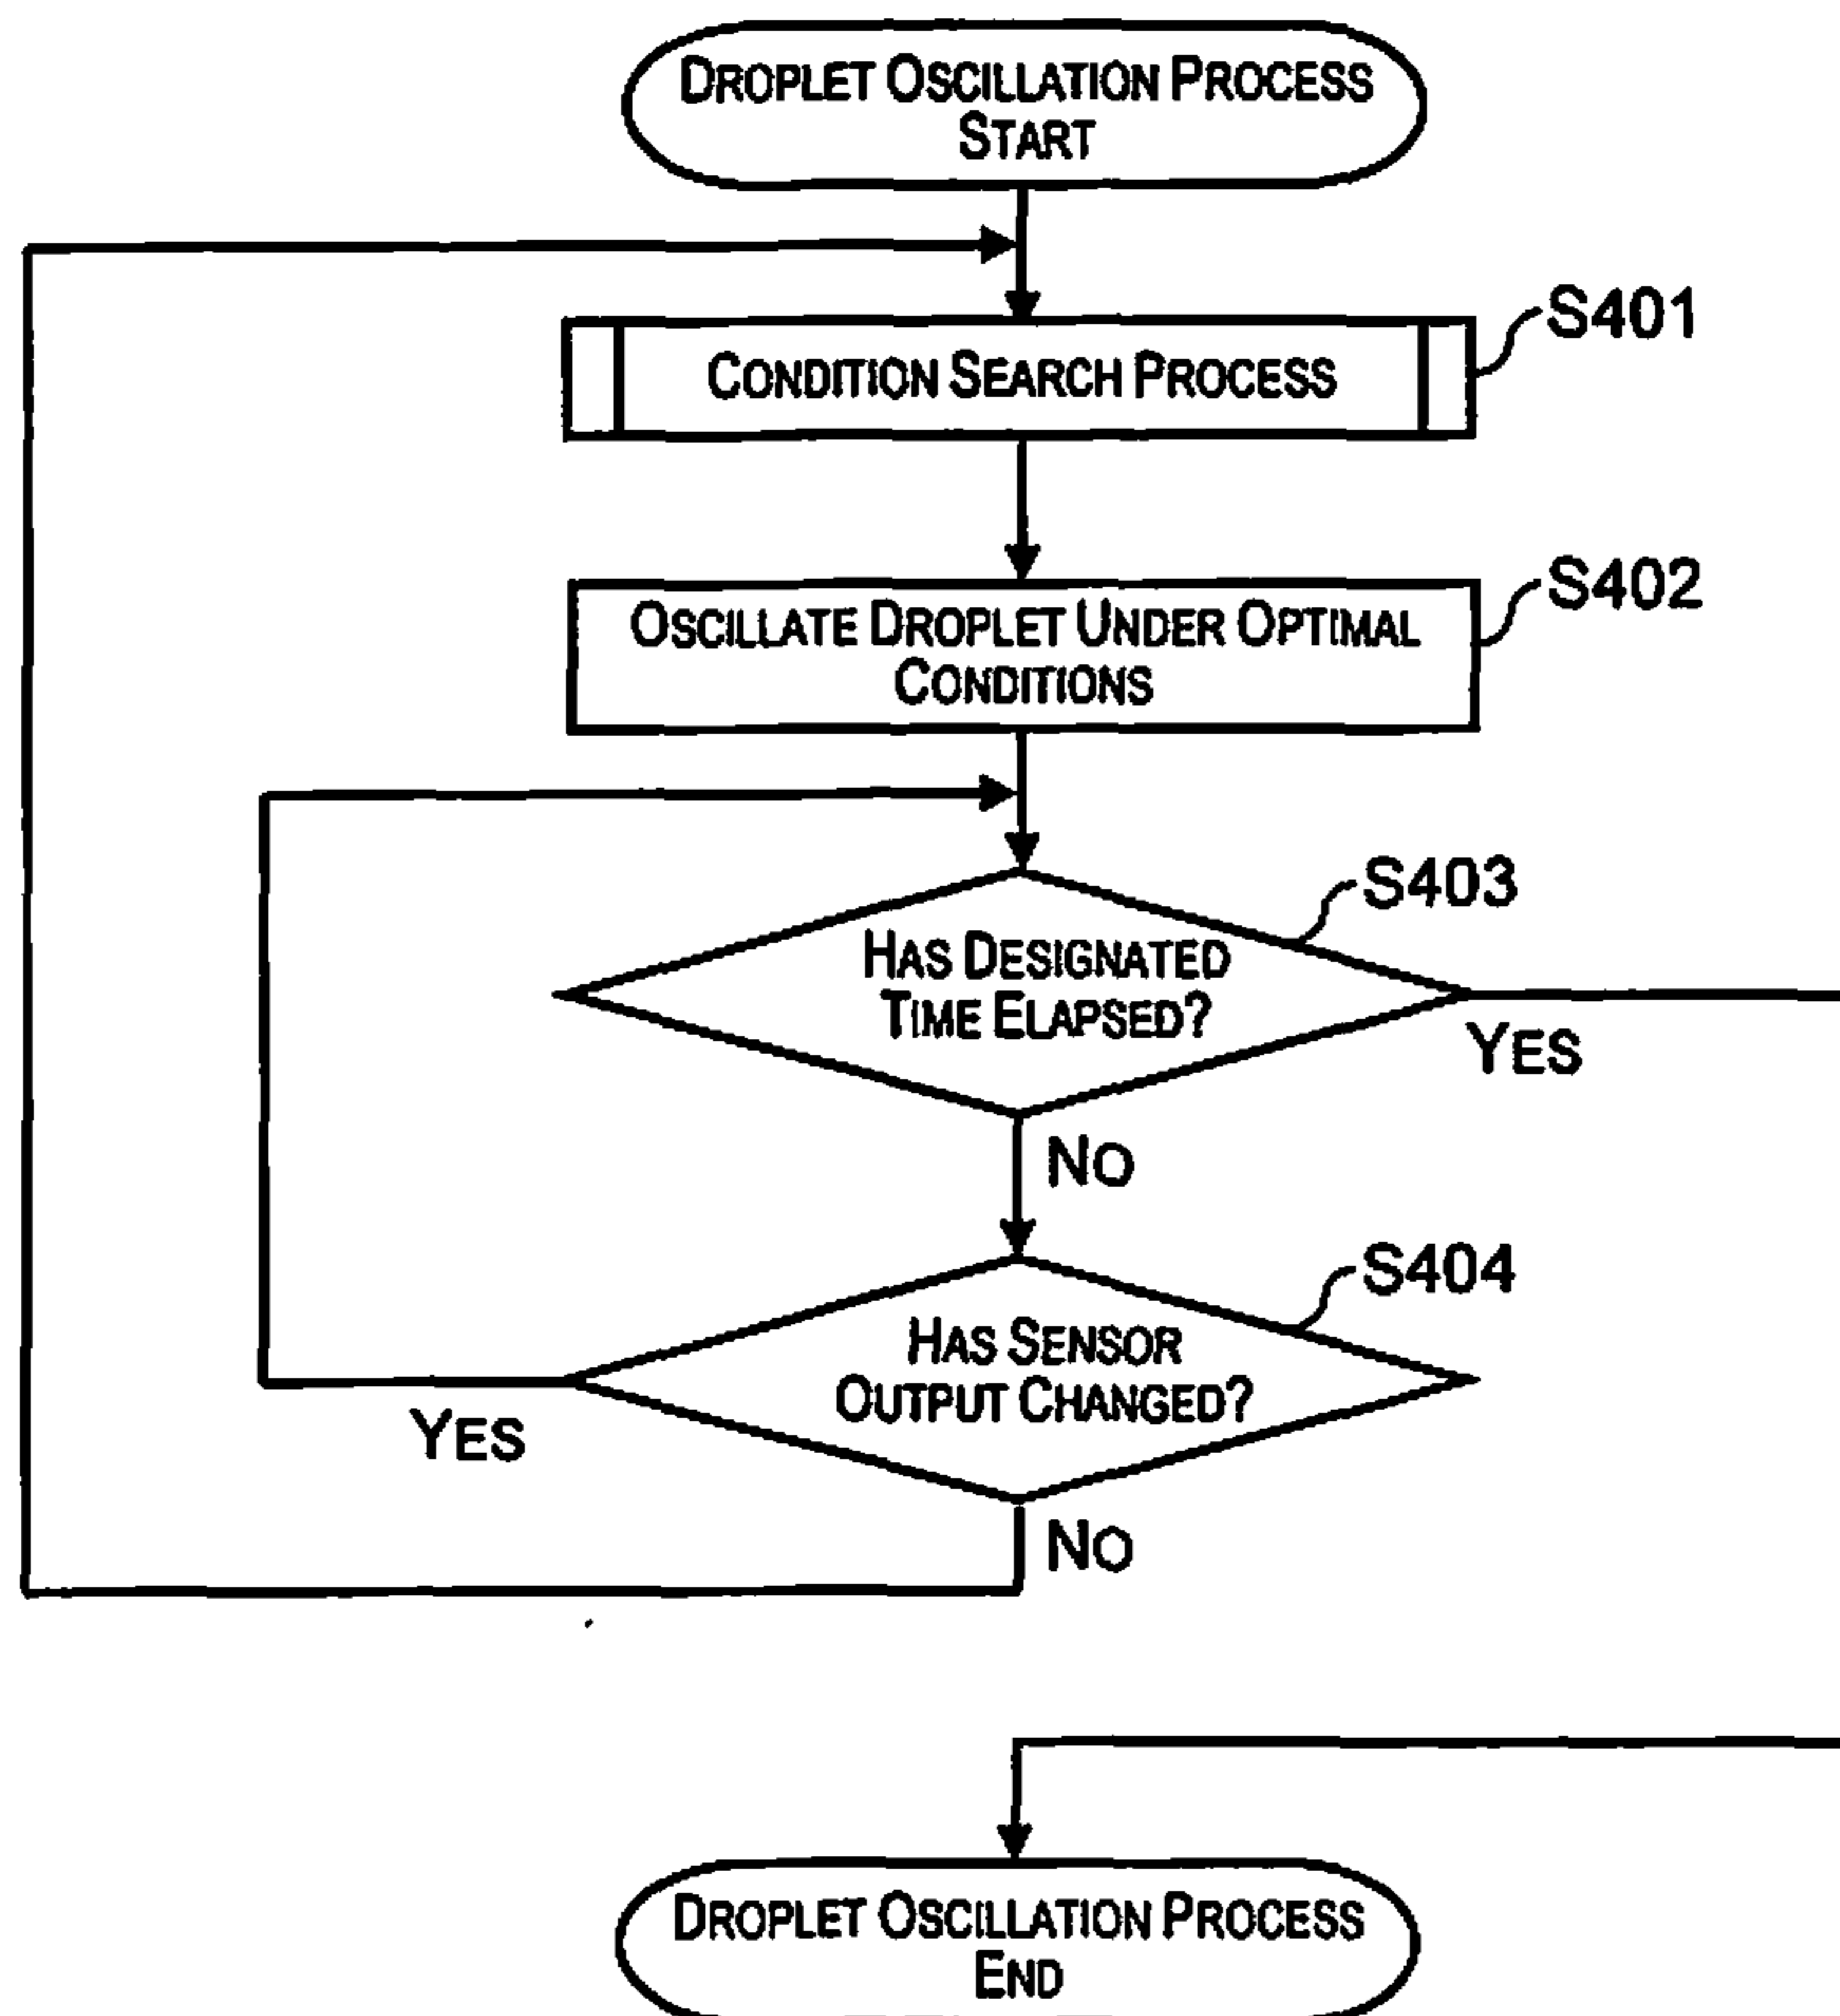 DROPLET OSCILLATION PROCESS
START
CONDITION SEARCH PROCESS
S401
OSCILLATE DROPLET UNDER OPTIMAL
CONDITIONS
S402
HAS DESIGNATED
TIME ELAPSED?
S403
YES
NO
HAS SENSOR
OUTPUT CHANGED?
S404
YES
NO
DROPLET OSCILLATION PROCESS
END